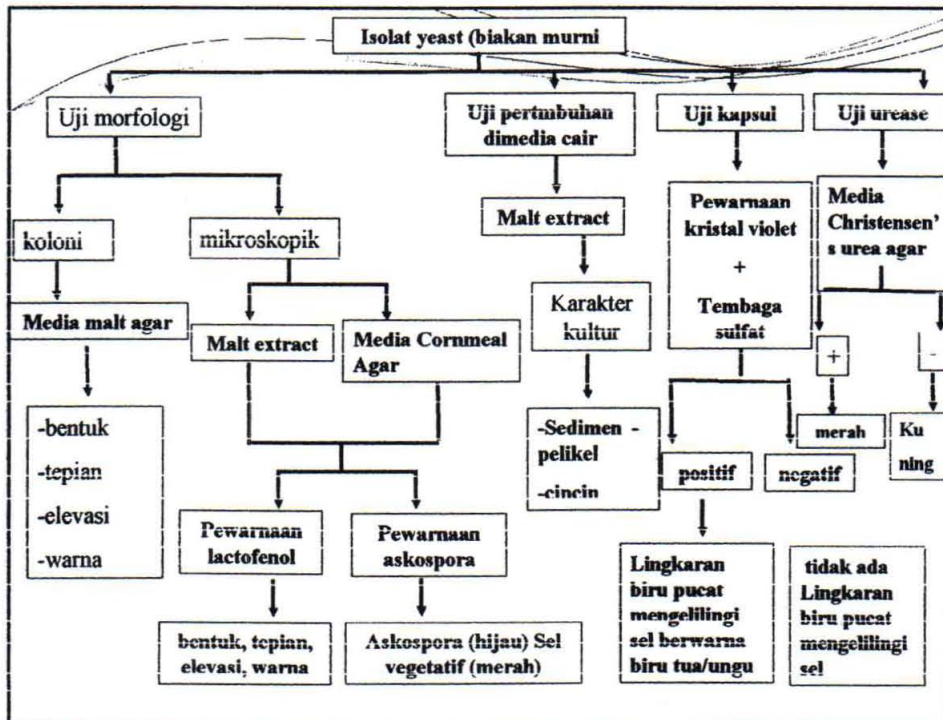 Isolat yeast (biakan murni
Uji morfologi
Uji pertmbuhan
dimedia cair
Uji kapsul
Uji urease
koloni
mikroskopik
Malt extract
Pewarnaan
kristal violet
+
Tembaga
sulfat
Media
Christensen'
s urea agar
Media malt agar
Malt extract
Media Cornmeal
Agar
Karakter
kultur
+
-
-bentuk
-tepian
-elevasi
-warna
-Sedimen -
pelikel
-cincin
positif
negatif
merah
Ku
ning
Pewarnaan
lactofenol
Pewarnaan
askospora
bentuk, tepian,
elevasi, warna
Askospora (hijau) Sel
vegetatif (merah)
Lingkaran
biru pucat
mengelilingi
sel berwarna
biru tua/ungu
tidak ada
Lingkaran
biru pucat
mengelilingi
sel